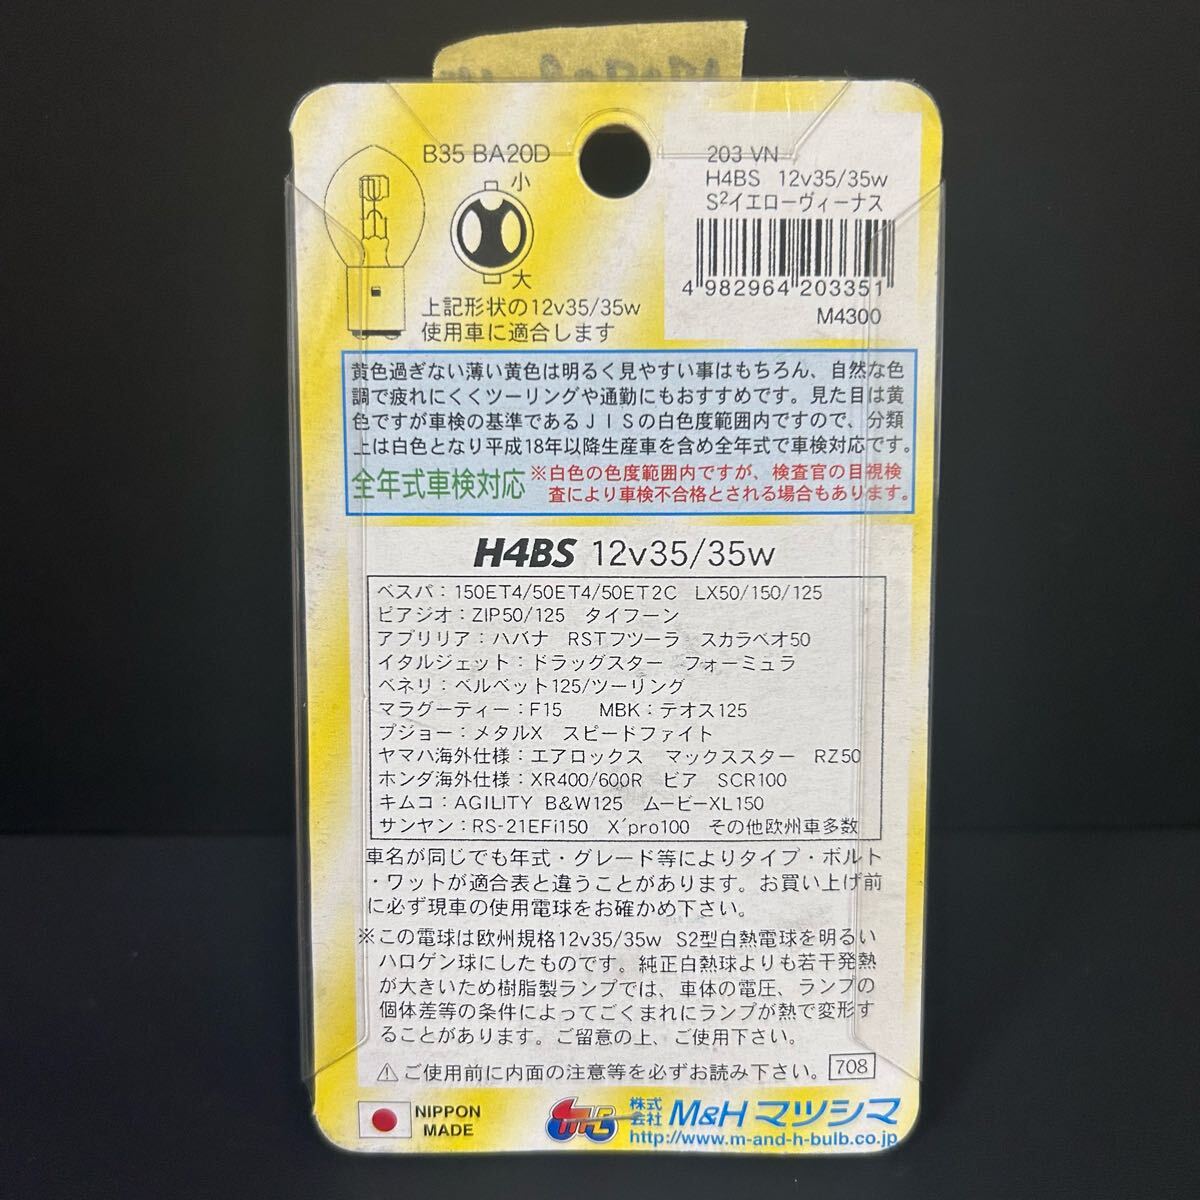 B35 BA20D
小
大
上記形状の12v35/35w
使用車に適合します
203 VN
H4BS 12v35/35w
S²イエローヴィーナス
4 982964 203351
M4300
黄色過ぎない薄い黄色は明るく見やすい事はもちろん、自然な色
調で疲れにくくツーリングや通勤にもおすすめです。見た目は黄
色ですが車検の基準であるJISの白色度範囲内ですので、分類
上は白色となり平成18年以降生産車を含め全年式で車検対応です。
全年式車検対応
※白色の色度範囲内ですが、検査官の目視検
査により車検不合格とされる場合もあります。
H4BS 12v35/35w
ベスパ：150ET4/50ET4/50ET2C LX50/150/125
ピアジオ：ZIP50/125 タイフーン
アプリリア：ハバナ RSTフツーラ スカラベオ50
イタルジェット：ドラッグスター フォーミュラ
ベネリ：ベルベット125/ツーリング
マラグーティー：F15 MBK：テオス125
プジョー：メタルX スピードファイト
ヤマハ海外仕様：エアロックス マックススター RZ50
ホンダ海外仕様：XR400/600R ビア SCR100
キムコ：AGILITY B&W125 ムービーXL150
サンヤン：RS-21EFi150 X'pro100 その他欧州車多数
車名が同じでも年式・グレード等によりタイプ・ボルト
・ワットが適合表と違うことがあります。お買い上げ前
に必ず現車の使用電球をお確かめ下さい。
※この電球は欧州規格12v35/35w S2型白熱電球を明るい
ハロゲン球にしたものです。純正白熱球よりも若干発熱
が大きいため樹脂製ランプでは、車体の電圧、ランプの
個体差等の条件によってごくまれにランプが熱で変形す
ることがあります。ご留意の上、ご使用下さい。
⚠ご使用前に内面の注意等を必ずお読み下さい。 708
NIPPON
MADE
株式
会社 M&H マツシマ
http://www.m-and-h-bulb.co.jp